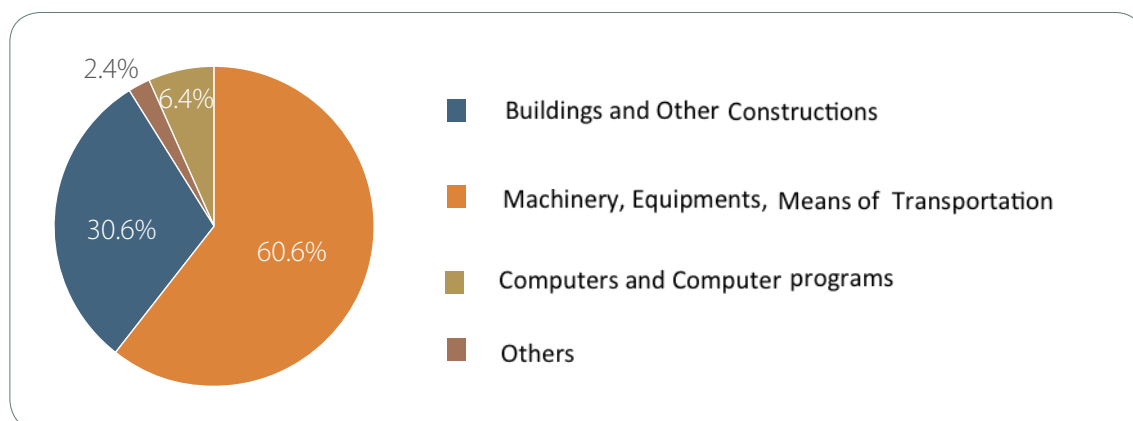 2.4%
6.4%
30.6%
60.6%
Buildings and Other Constructions
Machinery, Equipments, Means of Transportation
Computers and Computer programs
Others